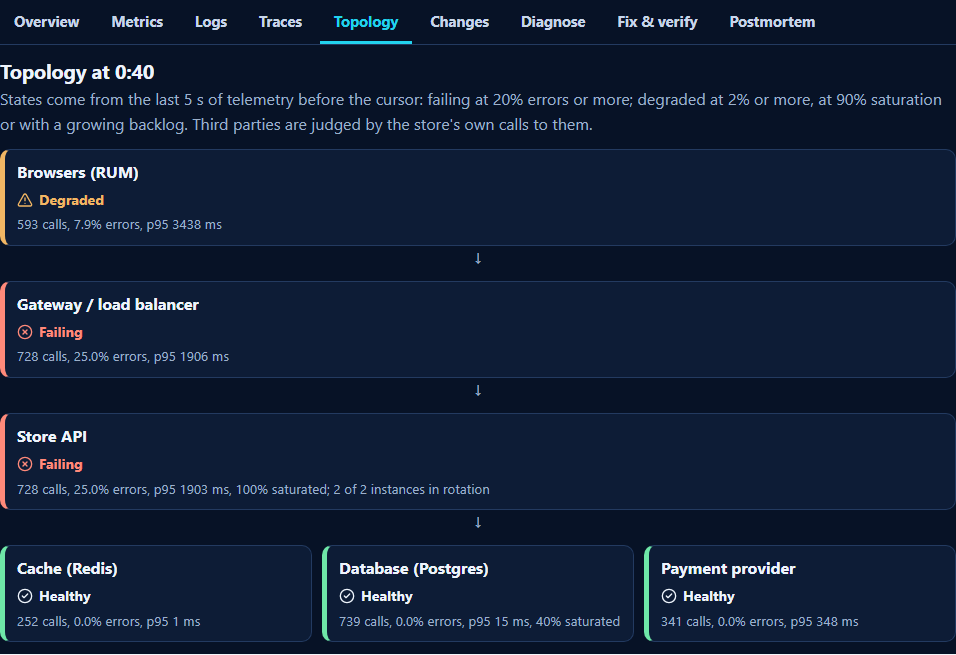 Overview Metrics Logs Traces Topology Changes Diagnose Fix & verify Postmortem
Topology at 0:40
States come from the last 5 s of telemetry before the cursor: failing at 20% errors or more; degraded at 2% or more, at 90% saturation
or with a growing backlog. Third parties are judged by the store's own calls to them.
Browsers (RUM)
Degraded
593 calls, 7.9% errors, p95 3438 ms
↓
Gateway / load balancer
Failing
728 calls, 25.0% errors, p95 1906 ms
↓
Store API
Failing
728 calls, 25.0% errors, p95 1903 ms, 100% saturated; 2 of 2 instances in rotation
↓
Cache (Redis)
Healthy
252 calls, 0.0% errors, p95 1 ms
Database (Postgres)
Healthy
739 calls, 0.0% errors, p95 15 ms, 40% saturated
Payment provider
Healthy
341 calls, 0.0% errors, p95 348 ms